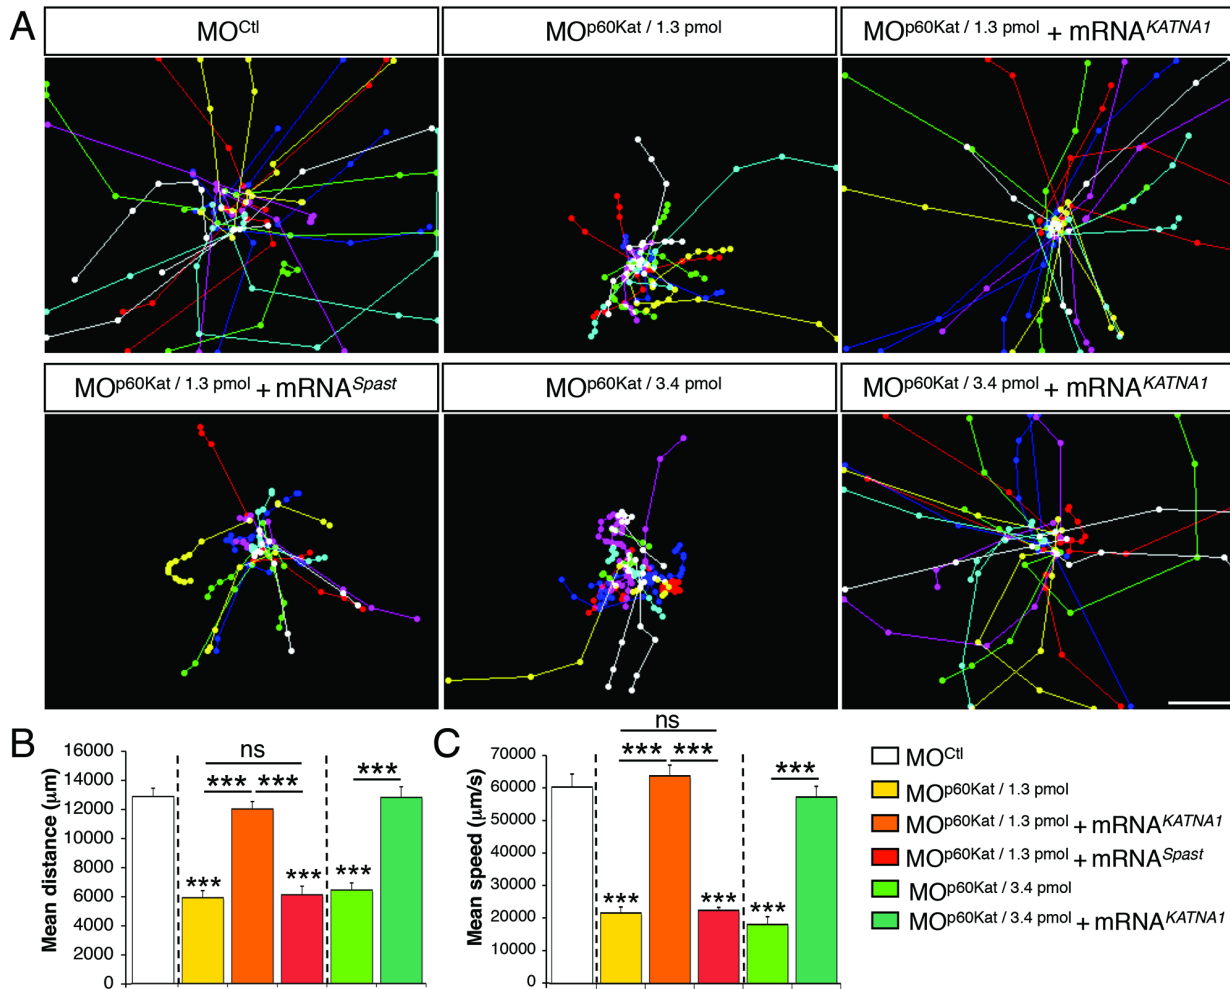 A
MOCtl
MOp60Kat / 1.3 pmol
MOp60Kat / 1.3 pmol + mRNAKATNA1
MOp60Kat / 1.3 pmol + mRNASpast
MOp60Kat / 3.4 pmol
MOp60Kat / 3.4 pmol + mRNAKATNA1
B
Mean distance (μm)
16000
14000
12000
10000
8000
6000
4000
2000
0
ns
*** ***
***
***
***
***
C
Mean speed (μm/s)
70000
60000
50000
40000
30000
20000
10000
0
ns
*** ***
***
***
***
***
MOCtl
MOp60Kat / 1.3 pmol
MOp60Kat / 1.3 pmol + mRNAKATNA1
MOp60Kat / 1.3 pmol + mRNASpast
MOp60Kat / 3.4 pmol
MOp60Kat / 3.4 pmol + mRNAKATNA1